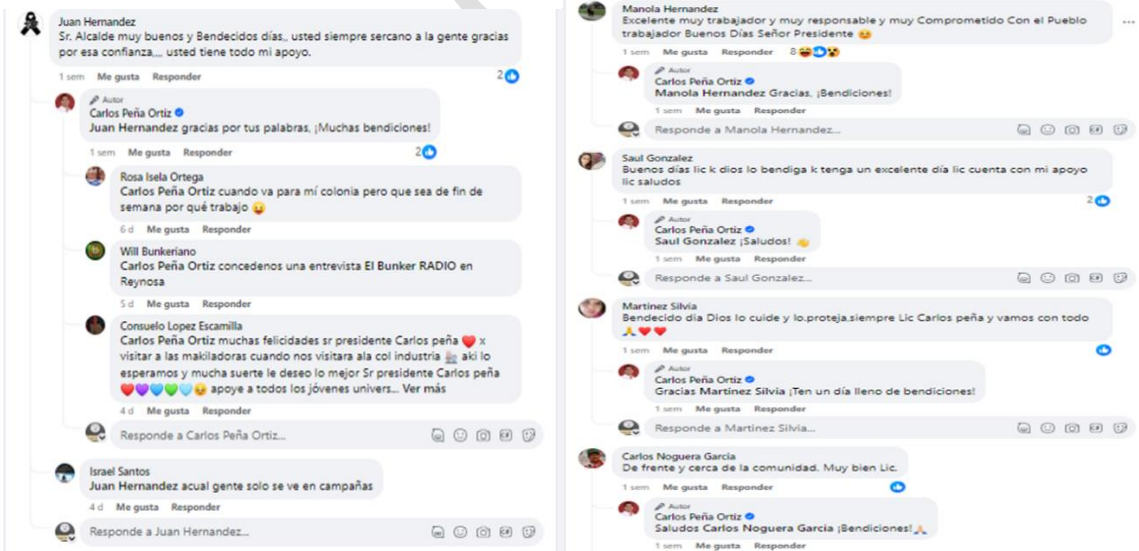 Juan Hernandez
Sr. Alcalde muy buenos y Bendecidos días,, usted siempre sercano a la gente gracias
por esa confianza,,,, usted tiene todo mi apoyo.
1 sem Me gusta Responder 2
Autor
Carlos Peña Ortiz
Juan Hernandez gracias por tus palabras, ¡Muchas bendiciones!
1 sem Me gusta Responder 2
Rosa Isela Ortega
Carlos Peña Ortiz cuando va para mí colonia pero que sea de fin de
semana por qué trabajo
6 d Me gusta Responder
Will Bunkeriano
Carlos Peña Ortiz concedenos una entrevista El Bunker RADIO en
Reynosa
5 d Me gusta Responder
Consuelo Lopez Escamilla
Carlos Peña Ortiz muchas felicidades sr presidente Carlos peña ❤️ x
visitar a las makiladoras cuando nos visitara ala col industria aki lo
esperamos y mucha suerte le deseo lo mejor Sr presidente Carlos peña
❤️💜💙💚🩵😥 apoye a todos los jóvenes univers... Ver más
4 d Me gusta Responder
Responde a Carlos Peña Ortiz...
Israel Santos
Juan Hernandez acual gente solo se ve en campañas
4 d Me gusta Responder
Responde a Juan Hernandez...
Manola Hernandez
Excelente muy trabajador y muy responsable y muy Comprometido Con el Pueblo
trabajador Buenos Días Señor Presidente 😊
1 sem Me gusta Responder 8
Autor
Carlos Peña Ortiz
Manola Hernandez Gracias, ¡Bendiciones!
1 sem Me gusta Responder
Responde a Manola Hernandez...
Saul Gonzalez
Buenos días lic k dios lo bendiga k tenga un excelente día lic cuenta con mi apoyo
lic saludos
1 sem Me gusta Responder 2
Autor
Carlos Peña Ortiz
Saul Gonzalez ¡Saludos! 👋
1 sem Me gusta Responder
Responde a Saul Gonzalez...
Martinez Silvia
Bendecido dia Dios lo cuide y lo.proteja,siempre Lic Carlos peña y vamos con todo
🙏❤️❤️
1 sem Me gusta Responder
Autor
Carlos Peña Ortiz
Gracias Martinez Silvia ¡Ten un día lleno de bendiciones!
1 sem Me gusta Responder
Responde a Martinez Silvia...
Carlos Noguera Garcia
De frente y cerca de la comunidad. Muy bien Lic.
1 sem Me gusta Responder
Autor
Carlos Peña Ortiz
Saludos Carlos Noguera Garcia ¡Bendiciones! 🙏
1 sem Me gusta Responder